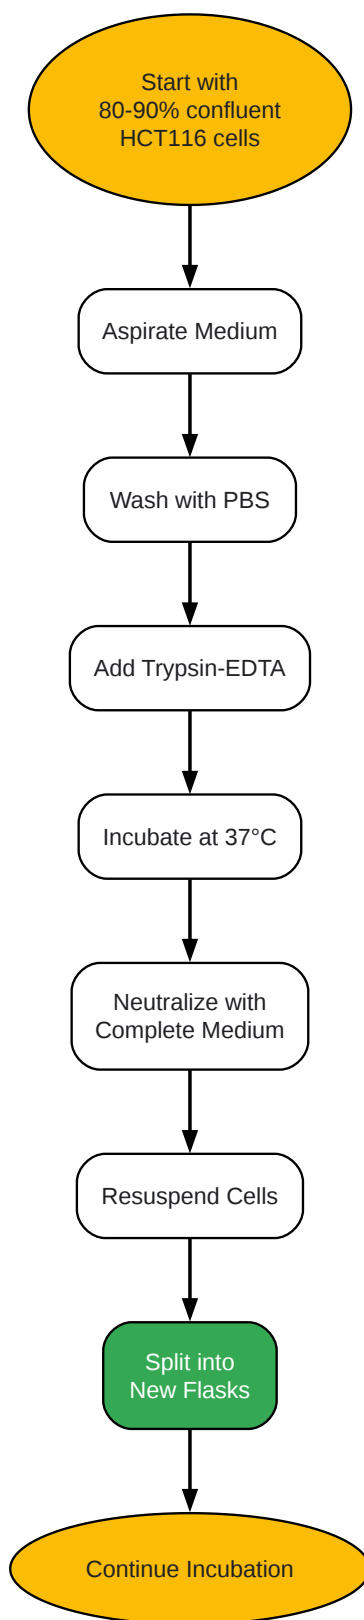 Start with
80-90% confluent
HCT116 cells
Aspirate Medium
Wash with PBS
Add Trypsin-EDTA
Incubate at 37°C
Neutralize with
Complete Medium
Resuspend Cells
Split into
New Flasks
Continue Incubation